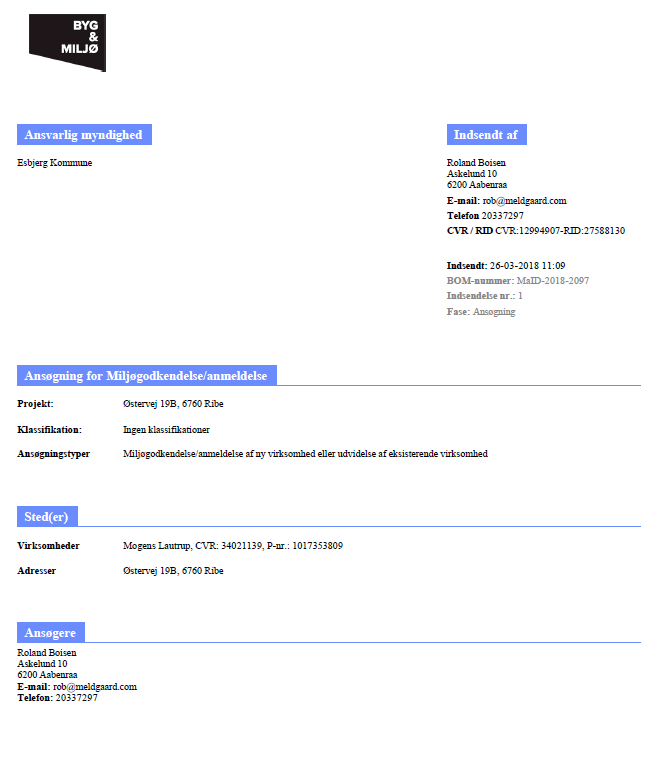 BYG
&
MILJØ
Ansvarlig myndighed
Esbjerg Kommune
Indsendt af
Roland Boisen
Askelund 10
6200 Aabenraa
E-mail: rob@meldgaard.com
Telefon 20337297
CVR / RID CVR:12994907-RID:27588130
Indsendt: 26-03-2018 11:09
BOM-nummer: MaID-2018-2097
Indsendelse nr.: 1
Fase: Ansøgning
Ansøgning for Miljøgodkendelse/anmeldelse
Projekt: Østervej 19B, 6760 Ribe
Klassifikation: Ingen klassifikationer
Ansøgningstyper Miljøgodkendelse/anmeldelse af ny virksomhed eller udvidelse af eksisterende virksomhed
Sted(er)
Virksomheder Mogens Lautrup, CVR: 34021139, P-nr.: 1017353809
Adresser Østervej 19B, 6760 Ribe
Ansøgere
Roland Boisen
Askelund 10
6200 Aabenraa
E-mail: rob@meldgaard.com
Telefon: 20337297